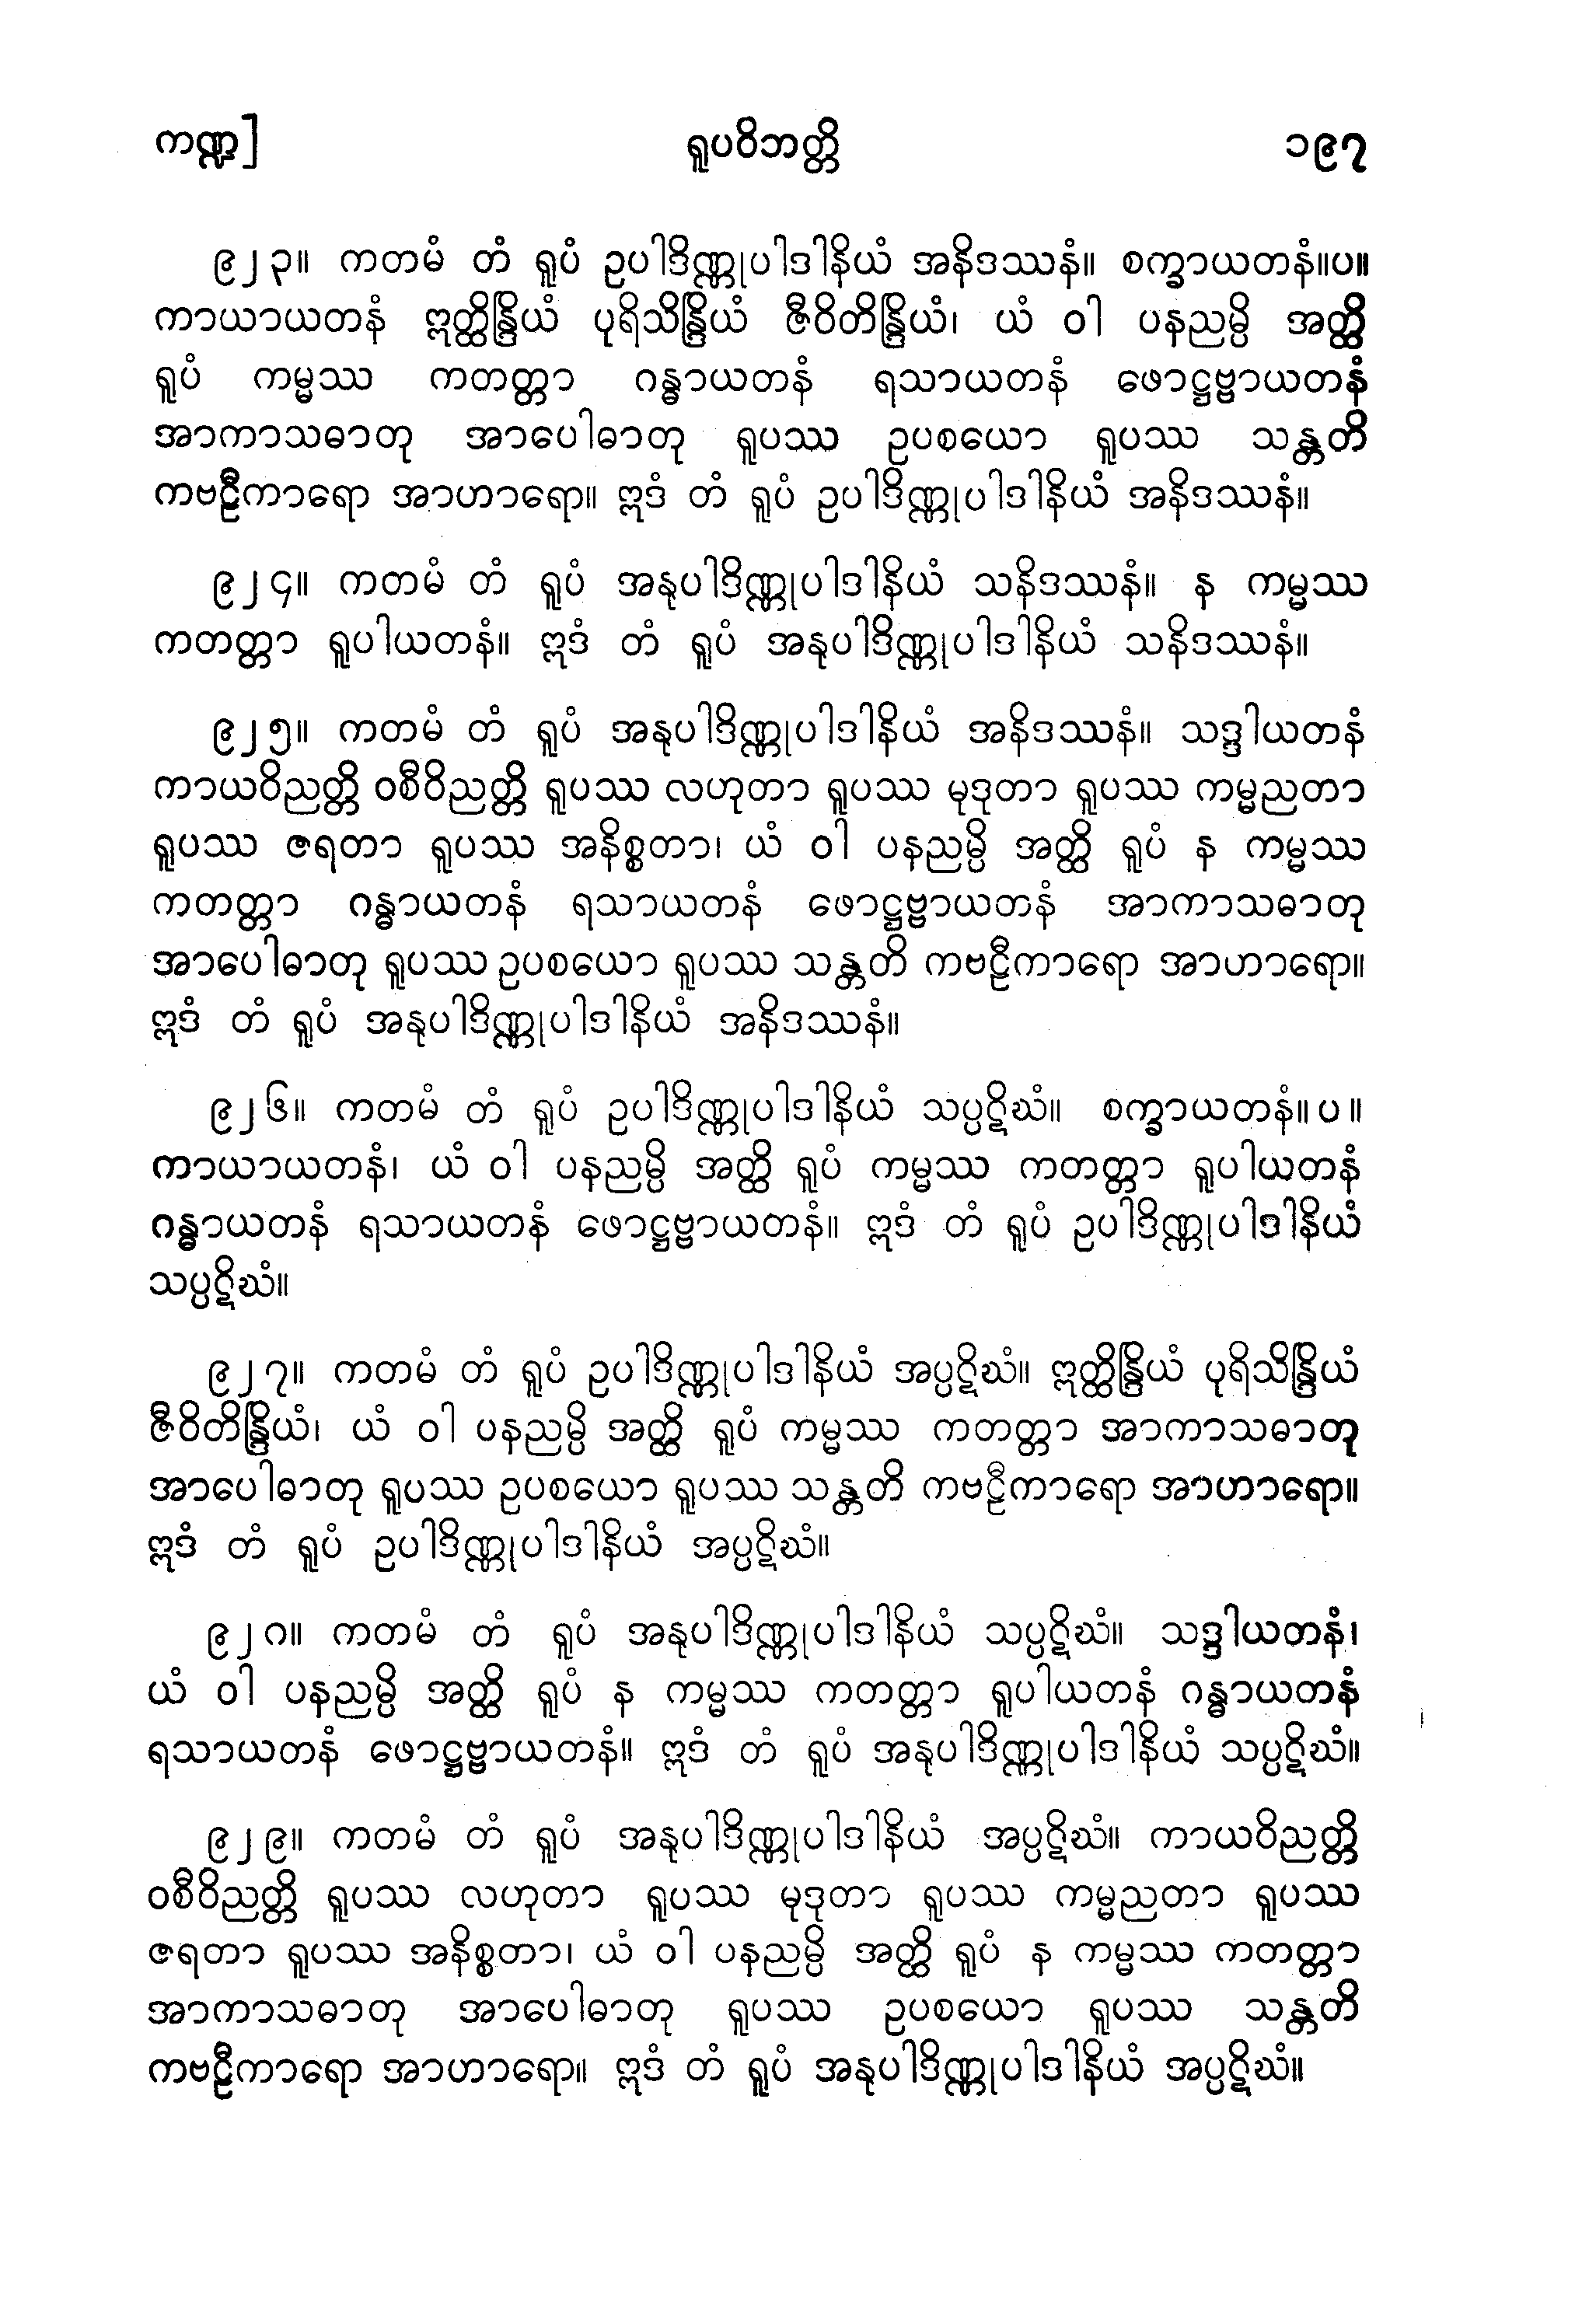 ကဏ္ဍ] ရူပဝိဘတ္တိ ၁၉၇
၉၂၃။ ကတမံ တံ ရူပံ ဥပါဒိဏ္ဏုပါဒါနိယံ အနိဒဿနံ။ စက္ခာယတနံ။ပ။
ကာယာယတနံ ဣတ္ထိန္ဒြိယံ ပုရိသိန္ဒြိယံ ဇီဝိတိန္ဒြိယံ၊ ယံ ဝါ ပနညမ္ပိ အတ္ထိ
ရူပံ ကမ္မဿ ကတတ္တာ ဂန္ဓာယတနံ ရသာယတနံ ဖောဋ္ဌဗ္ဗာယတနံ
အာကာသဓာတု အာပေါဓာတု ရူပဿ ဥပစယော ရူပဿ သန္တတိ
ကဗဠီကာရော အာဟာရော။ ဣဒံ တံ ရူပံ ဥပါဒိဏ္ဏုပါဒါနိယံ အနိဒဿနံ။
၉၂၄။ ကတမံ တံ ရူပံ အနုပါဒိဏ္ဏုပါဒါနိယံ သနိဒဿနံ။ န ကမ္မဿ
ကတတ္တာ ရူပါယတနံ။ ဣဒံ တံ ရူပံ အနုပါဒိဏ္ဏုပါဒါနိယံ သနိဒဿနံ။
၉၂၅။ ကတမံ တံ ရူပံ အနုပါဒိဏ္ဏုပါဒါနိယံ အနိဒဿနံ။ သဒ္ဒါယတနံ
ကာယဝိညတ္တိ ဝစီဝိညတ္တိ ရူပဿ လဟုတာ ရူပဿ မုဒုတာ ရူပဿ ကမ္မညတာ
ရူပဿ ဇရတာ ရူပဿ အနိစ္စတာ၊ ယံ ဝါ ပနညမ္ပိ အတ္ထိ ရူပံ န ကမ္မဿ
ကတတ္တာ ဂန္ဓာယတနံ ရသာယတနံ ဖောဋ္ဌဗ္ဗာယတနံ အာကာသဓာတု
အာပေါဓာတု ရူပဿ ဥပစယော ရူပဿ သန္တတိ ကဗဠီကာရော အာဟာရော။
ဣဒံ တံ ရူပံ အနုပါဒိဏ္ဏုပါဒါနိယံ အနိဒဿနံ။
၉၂၆။ ကတမံ တံ ရူပံ ဥပါဒိဏ္ဏုပါဒါနိယံ သပ္ပဋိဃံ။ စက္ခာယတနံ။ပ။
ကာယာယတနံ၊ ယံ ဝါ ပနညမ္ပိ အတ္ထိ ရူပံ ကမ္မဿ ကတတ္တာ ရူပါယတနံ
ဂန္ဓာယတနံ ရသာယတနံ ဖောဋ္ဌဗ္ဗာယတနံ။ ဣဒံ တံ ရူပံ ဥပါဒိဏ္ဏုပါဒါနိယံ
သပ္ပဋိဃံ။
၉၂၇။ ကတမံ တံ ရူပံ ဥပါဒိဏ္ဏုပါဒါနိယံ အပ္ပဋိဃံ။ ဣတ္ထိန္ဒြိယံ ပုရိသိန္ဒြိယံ
ဇီဝိတိန္ဒြိယံ၊ ယံ ဝါ ပနညမ္ပိ အတ္ထိ ရူပံ ကမ္မဿ ကတတ္တာ အာကာသဓာတု
အာပေါဓာတု ရူပဿ ဥပစယော ရူပဿ သန္တတိ ကဗဠီကာရော အာဟာရော။
ဣဒံ တံ ရူပံ ဥပါဒိဏ္ဏုပါဒါနိယံ အပ္ပဋိဃံ။
၉၂၈။ ကတမံ တံ ရူပံ အနုပါဒိဏ္ဏုပါဒါနိယံ သပ္ပဋိဃံ။ သဒ္ဒါယတနံ၊
ယံ ဝါ ပနညမ္ပိ အတ္ထိ ရူပံ န ကမ္မဿ ကတတ္တာ ရူပါယတနံ ဂန္ဓာယတနံ
ရသာယတနံ ဖောဋ္ဌဗ္ဗာယတနံ။ ဣဒံ တံ ရူပံ အနုပါဒိဏ္ဏုပါဒါနိယံ သပ္ပဋိဃံ။
၉၂၉။ ကတမံ တံ ရူပံ အနုပါဒိဏ္ဏုပါဒါနိယံ အပ္ပဋိဃံ။ ကာယဝိညတ္တိ
ဝစီဝိညတ္တိ ရူပဿ လဟုတာ ရူပဿ မုဒုတာ ရူပဿ ကမ္မညတာ ရူပဿ
ဇရတာ ရူပဿ အနိစ္စတာ၊ ယံ ဝါ ပနညမ္ပိ အတ္ထိ ရူပံ န ကမ္မဿ ကတတ္တာ
အာကာသဓာတု အာပေါဓာတု ရူပဿ ဥပစယော ရူပဿ သန္တတိ
ကဗဠီကာရော အာဟာရော။ ဣဒံ တံ ရူပံ အနုပါဒိဏ္ဏုပါဒါနိယံ အပ္ပဋိဃံ။